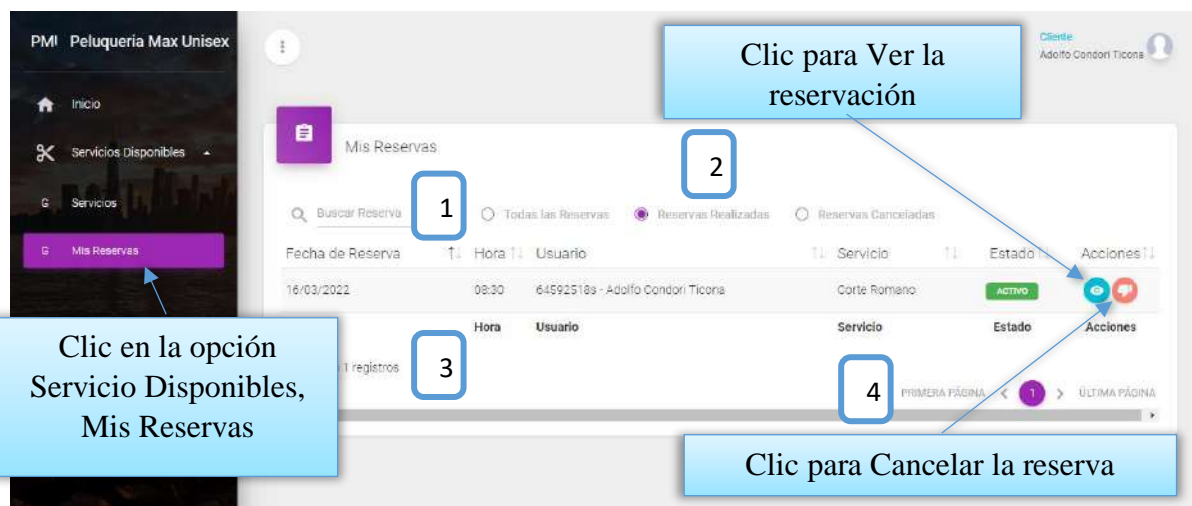 PMI Peluqueria Max Unisex
Cliente
Adolfo Condori Ticona
Clic para Ver la
reservación
Inicio
Servicios Disponibles
G Servicios
G Mis Reservas
Mis Reservas
2
Buscar Reserva
1
Todas las Reservas
Reservas Realizadas
Reservas Canceladas
Fecha de Reserva Hora Usuario Servicio Estado Acciones
16/03/2022 08:30 64592518s - Adolfo Condori Ticona Corte Romano ACTIVO
Hora Usuario Servicio Estado Acciones
1 registros
3
4
PRIMERA PÁGINA < 1 > ÚLTIMA PÁGINA
Clic en la opción
Servicio Disponibles,
Mis Reservas
Clic para Cancelar la reserva